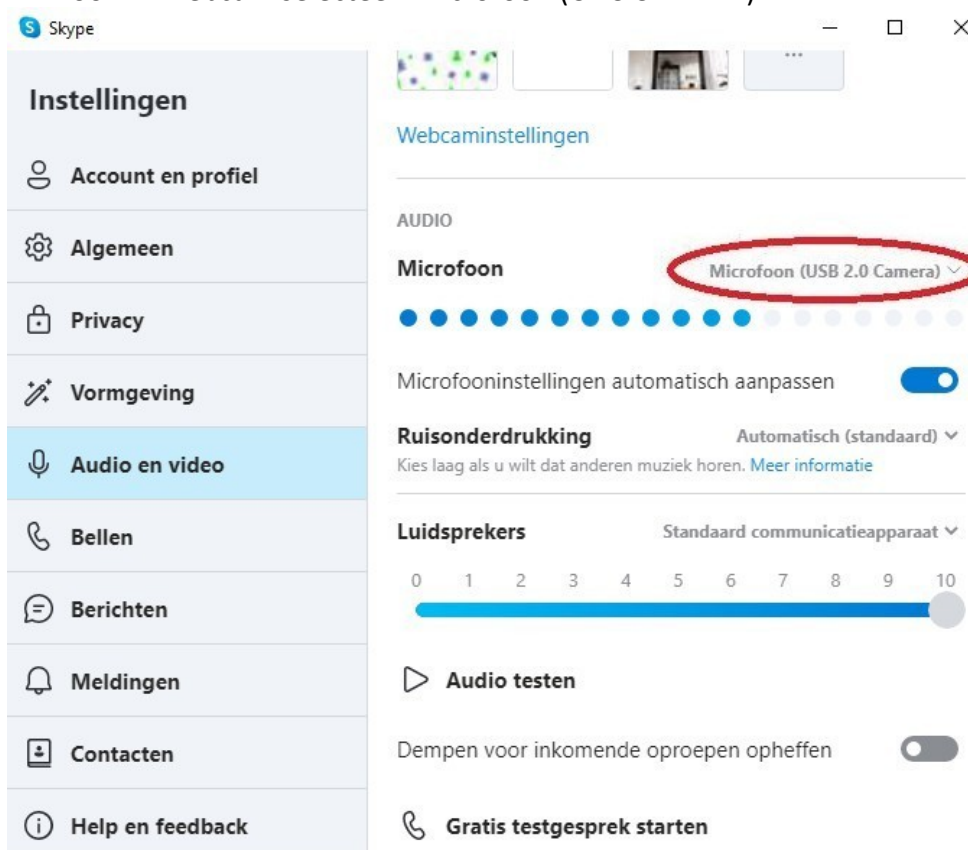 Skype
Instellingen
Account en profiel
Algemeen
Privacy
Vormgeving
Audio en video
Bellen
Berichten
Meldingen
Contacten
Help en feedback
Webcaminstellingen
AUDIO
Microfoon Microfoon (USB 2.0 Camera)
Microfooninstellingen automatisch aanpassen
Ruisonderdrukking Automatisch (standaard)
Kies laag als u wilt dat anderen muziek horen. Meer informatie
Luidsprekers Standaard communicatieapparaat
0 1 2 3 4 5 6 7 8 9 10
Audio testen
Dempen voor inkomende oproepen opheffen
Gratis testgesprek starten